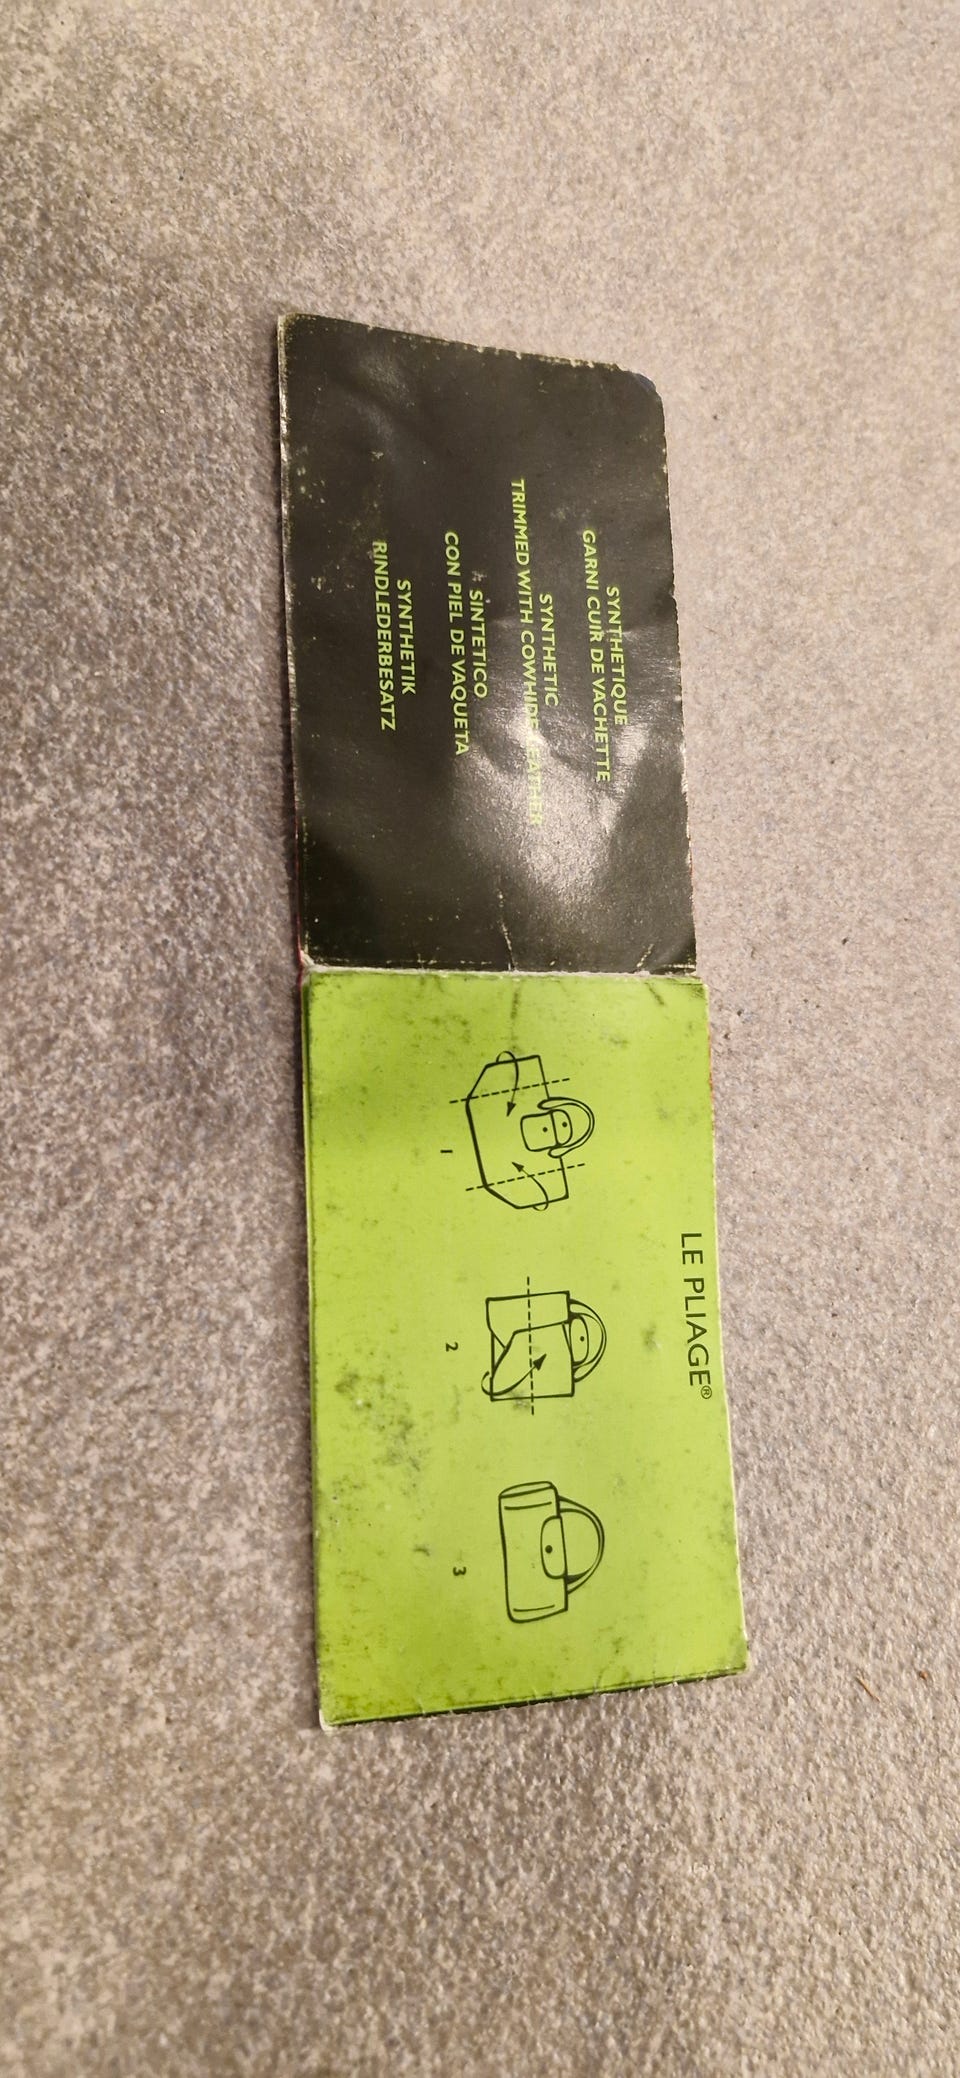 SYNTHETIQUE
GARNI CUIR DE VACHETTE
SYNTHETIC
TRIMMED WITH COWHIDE LEATHER
SINTETICO
CON PIEL DE VAQUETA
SYNTHETIK
RINDLEDERBESATZ
LE PLIAGE®
1
2
3